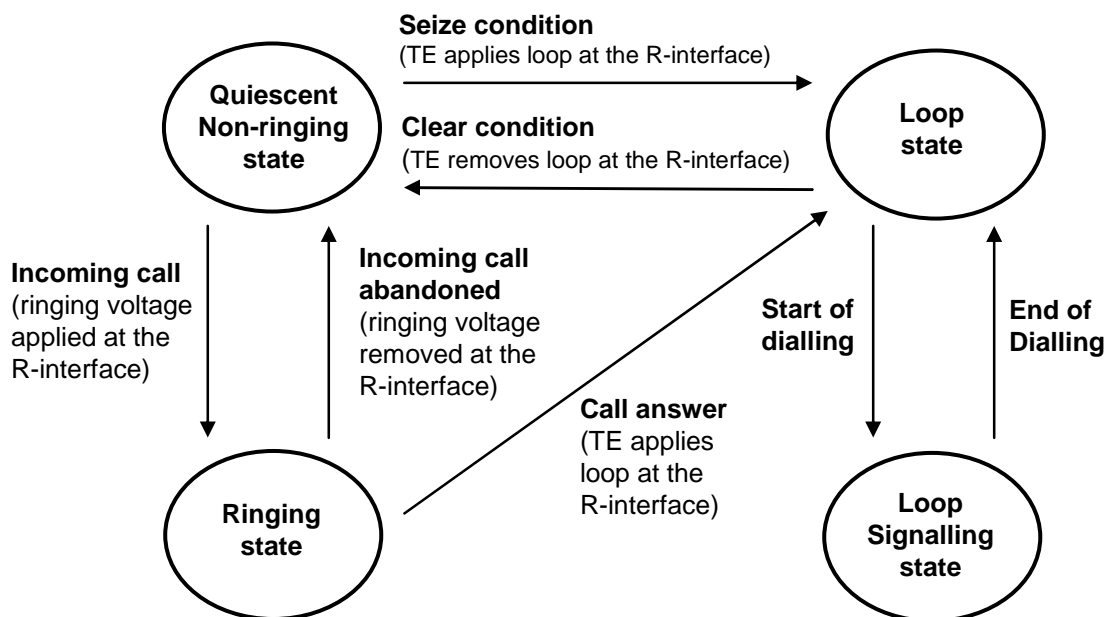 Seize condition
(TE applies loop at the R-interface)
Quiescent
Non-ringing
state
Clear condition
(TE removes loop at the R-interface)
Loop
state
Incoming call
(ringing voltage
applied at the
R-interface)
Incoming call
abandoned
(ringing voltage
removed at the
R-interface)
Start of
dialling
End of
Dialling
Call answer
(TE applies
loop at the
R-interface)
Ringing
state
Loop
Signalling
state